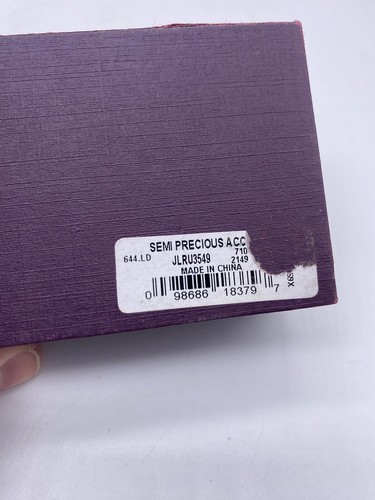 SEMI PRECIOUS ACC
710
644.LD JLRU3549 2149
MADE IN CHINA
0 98686 18379 7